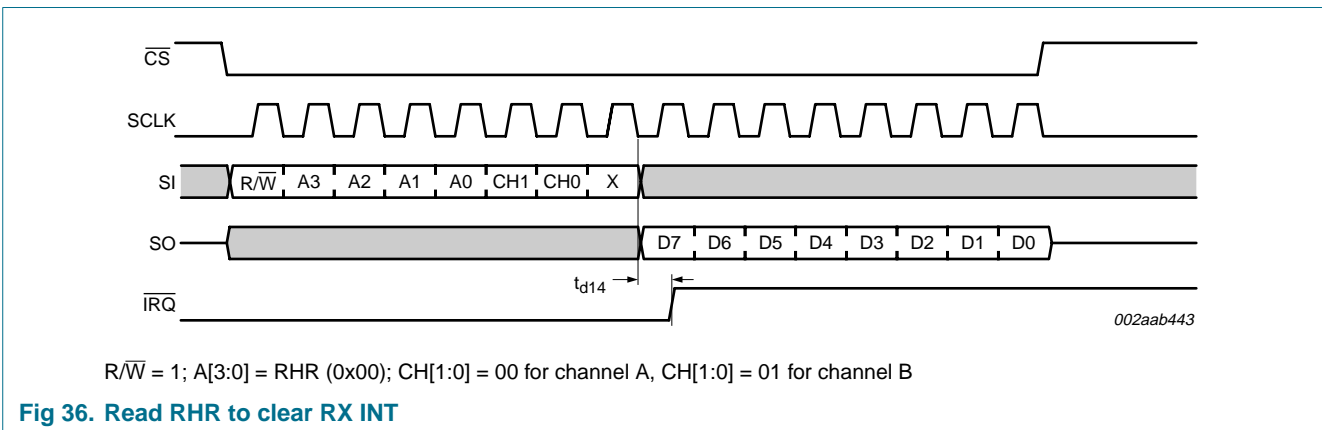 C̅S̅
SCLK
SI R/W̅ A3 A2 A1 A0 CH1 CH0 X
SO D7 D6 D5 D4 D3 D2 D1 D0
td14
I̅R̅Q̅
002aab443
R/W̅ = 1; A[3:0] = RHR (0x00); CH[1:0] = 00 for channel A, CH[1:0] = 01 for channel B
Fig 36. Read RHR to clear RX INT